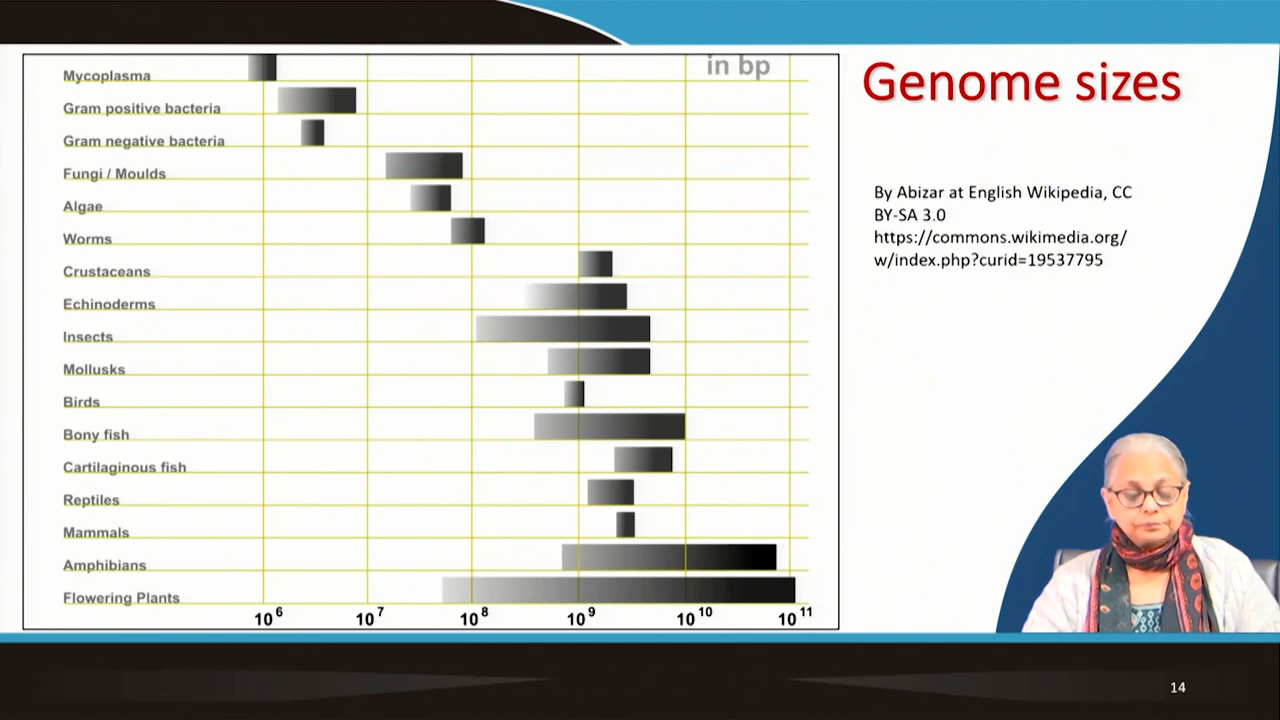 in bp
Mycoplasma
Gram positive bacteria
Gram negative bacteria
Fungi / Moulds
Algae
Worms
Crustaceans
Echinoderms
Insects
Mollusks
Birds
Bony fish
Cartilaginous fish
Reptiles
Mammals
Amphibians
Flowering Plants
10⁶ 10⁷ 10⁸ 10⁹ 10¹⁰ 10¹¹
Genome sizes
By Abizar at English Wikipedia, CC
BY-SA 3.0
https://commons.wikimedia.org/
w/index.php?curid=19537795
14